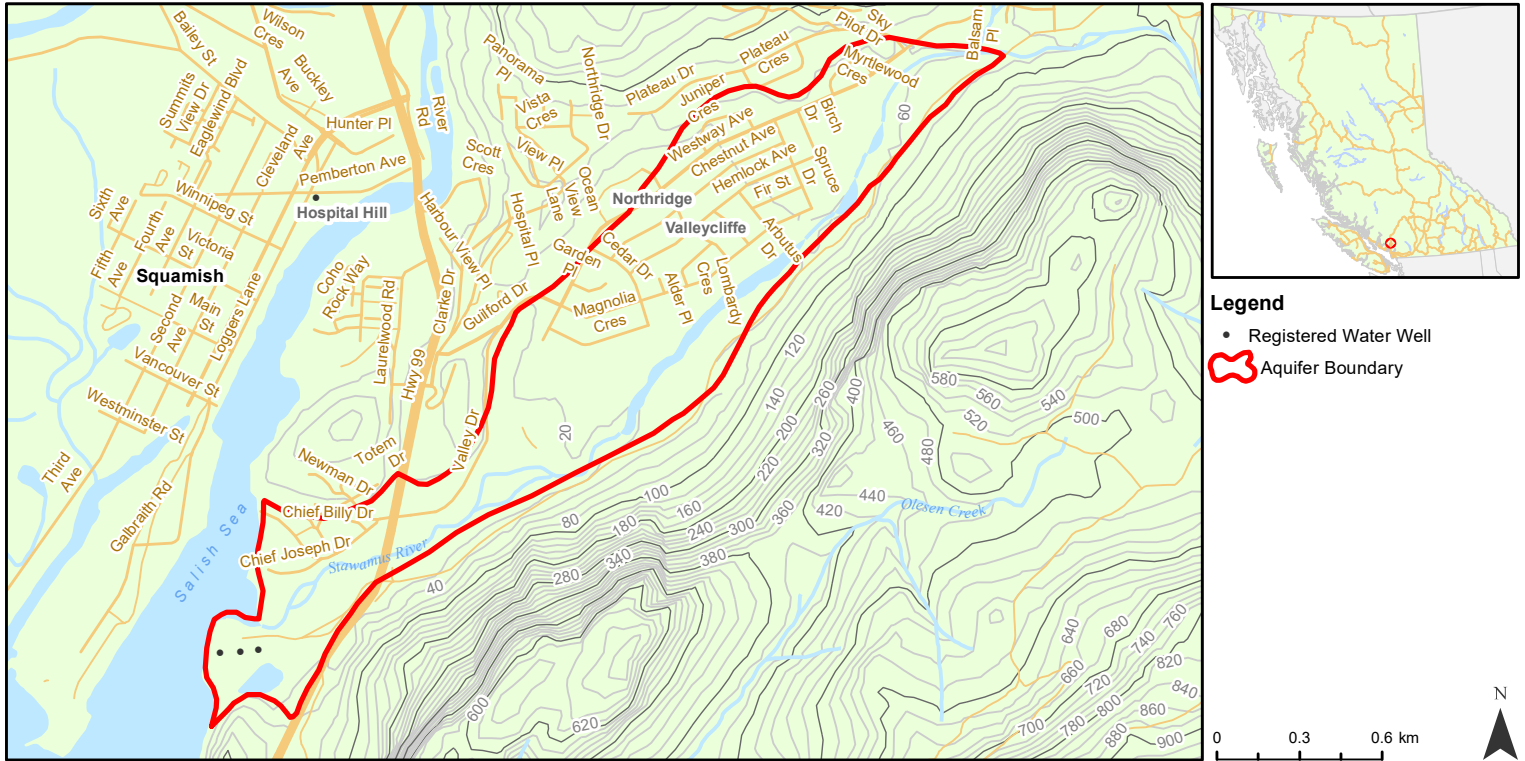 Bailey St
Wilson
Cres
Buckley
Ave
Summits
View Dr
Eaglewind Blvd
Cleveland
Ave
Hunter Pl
River
Rd
Pemberton Ave
Hospital Hill
Winnipeg St
Sixth
Ave
Fifth
Ave
Fourth
Ave
Victoria
St
Squamish
Second
Ave
Main
St
Loggers Lane
Vancouver St
Westminster St
Third
Ave
Galbraith Rd
Salish Sea
Coho
Rock Way
Laurelwood Rd
Hwy 99
Clarke Dr
Harbour View Pl
Guilford Dr
Hospital Pl
Scott
Cres
Panorama
Pl
Vista
Cres
View Pl
Ocean
View
Lane
Northridge Dr
Plateau Dr
Juniper
Cres
Plateau
Cres
Sky
Pilot Dr
Myrtlewood
Cres
Balsam
Pl
Westway Ave
Chestnut Ave
Hemlock Ave
Fir St
Birch
Dr
Spruce
Dr
Northridge
Valleycliffe
Garden
Pl
Cedar Dr
Magnolia
Cres
Alder Pl
Lombardy
Cres
Arbutus
Dr
Valley Dr
Totem
Dr
Newman Dr
Chief Billy Dr
Chief Joseph Dr
Stawamus River
Olesen Creek
60
20
120
140
200
220
260
320
400
460
480
580
560
540
520
500
440
420
100
80
160
180
240
300
360
380
340
280
40
600
620
640
660
680
700
720
740
760
780
800
820
840
860
880
900
Legend
Registered Water Well
Aquifer Boundary
N
0 0.3 0.6 km